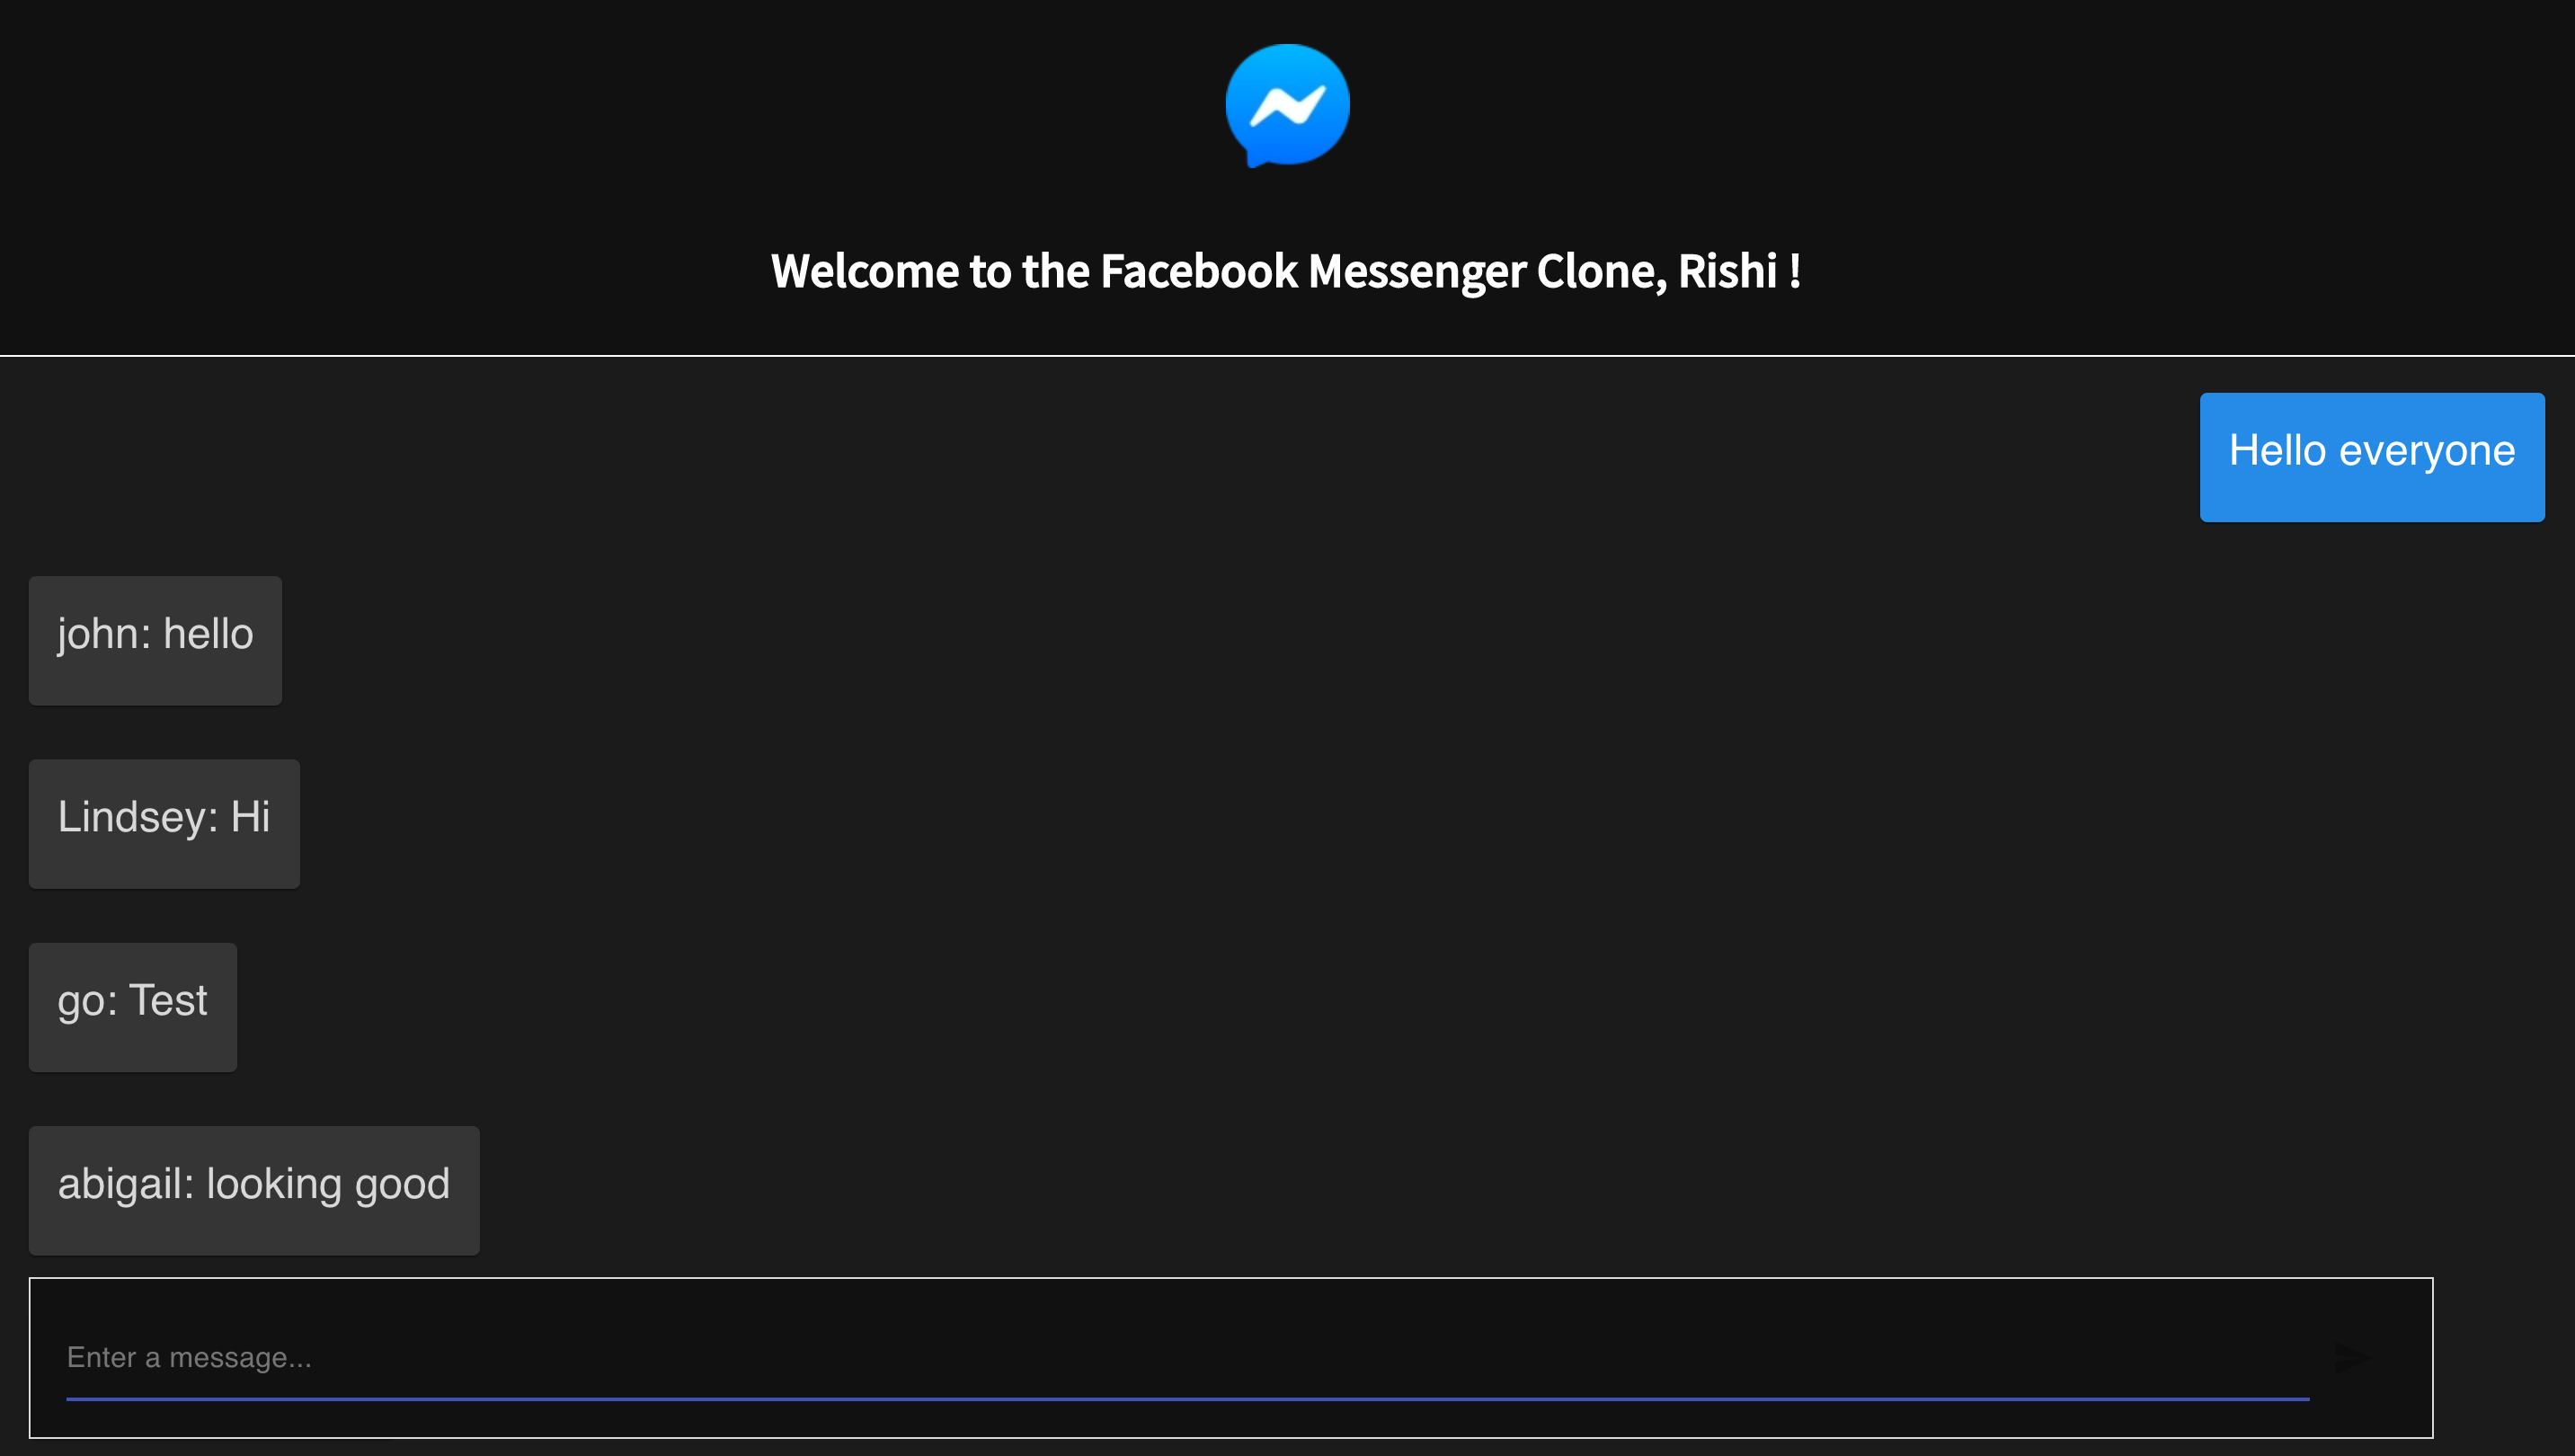 Welcome to the Facebook Messenger Clone, Rishi !
Hello everyone
john: hello
Lindsey: Hi
go: Test
abigail: looking good
Enter a message...